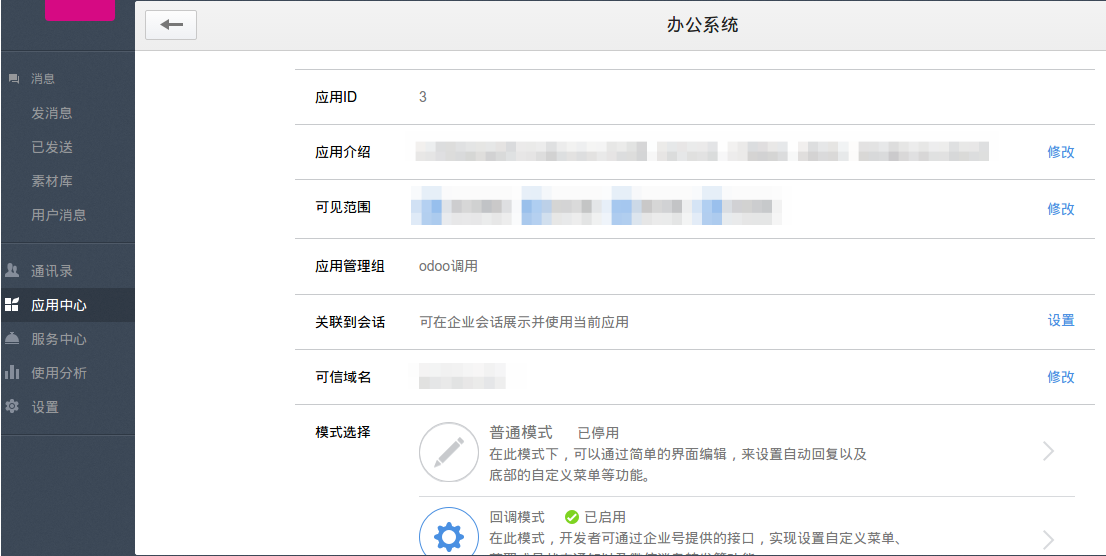 办公系统
消息
发消息
已发送
素材库
用户消息
通讯录
应用中心
服务中心
使用分析
设置
应用ID 3
应用介绍 修改
可见范围 修改
应用管理组 odoo调用
关联到会话 可在企业会话展示并使用当前应用 设置
可信域名 修改
模式选择 普通模式 已停用
在此模式下，可以通过简单的界面编辑，来设置自动回复以及
底部的自定义菜单等功能。
回调模式 已启用
在此模式，开发者可通过企业号提供的接口，实现设置自定义菜单、